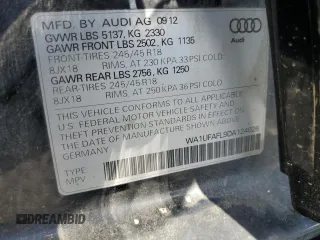 MFD. BY AUDI AG 09 12
GVWR LBS 5137, KG 2330
GAWR FRONT LBS 2502, KG 1135
FRONT-TIRES 245/45 R18
8JX18 RIMS, AT 230 KPA 33 PSI COLD
GAWR REAR LBS 2756, KG 1250
REAR-TIRES 245/45 R18
8JX18 RIMS, AT 250 KPA 36 PSI COLD
THIS VEHICLE CONFORMS TO ALL APPLICABLE
U.S. FEDERAL MOTOR VEHICLE SAFETY, BUMPER AND
THEFT PREVENTION STANDARDS IN EFFECT ON
THE DATE OF MANUFACTURE SHOWN ABOVE.
GERMANY
TYPE
MPV
Audi
DREAMBID